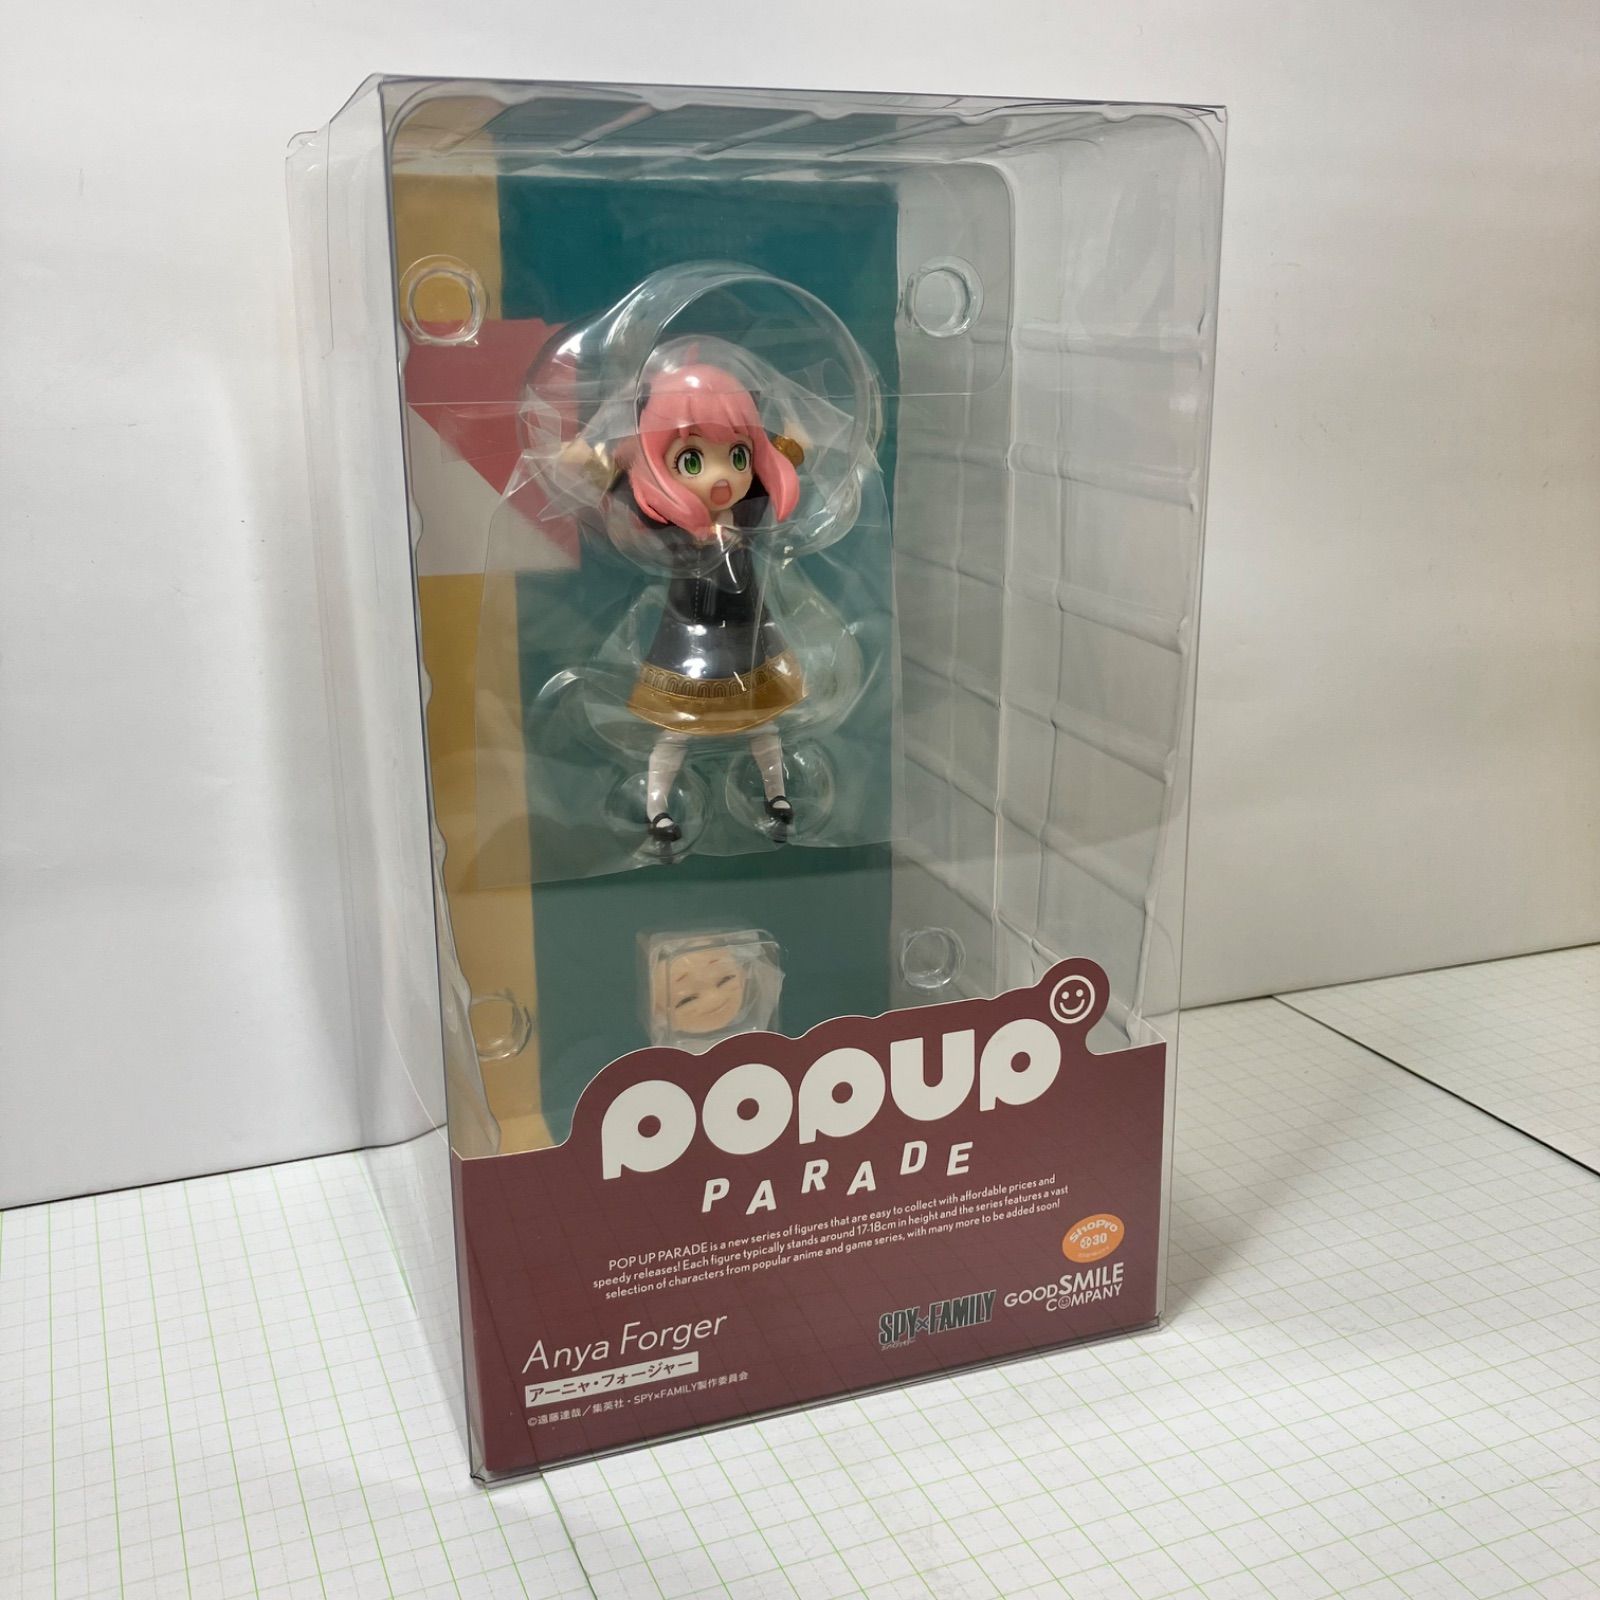 POPUP
PARADE
POP UP PARADE is a new series of figures that are easy to collect with affordable prices and
speedy releases! Each figure typically stands around 17-18cm in height and the series features a vast
selection of characters from popular anime and game series, with many more to be added soon!
ShoPro
30
SPY×FAMILY
GOOD SMILE
COMPANY
Anya Forger
アーニャ・フォージャー
©遠藤達哉／集英社・SPY×FAMILY製作委員会